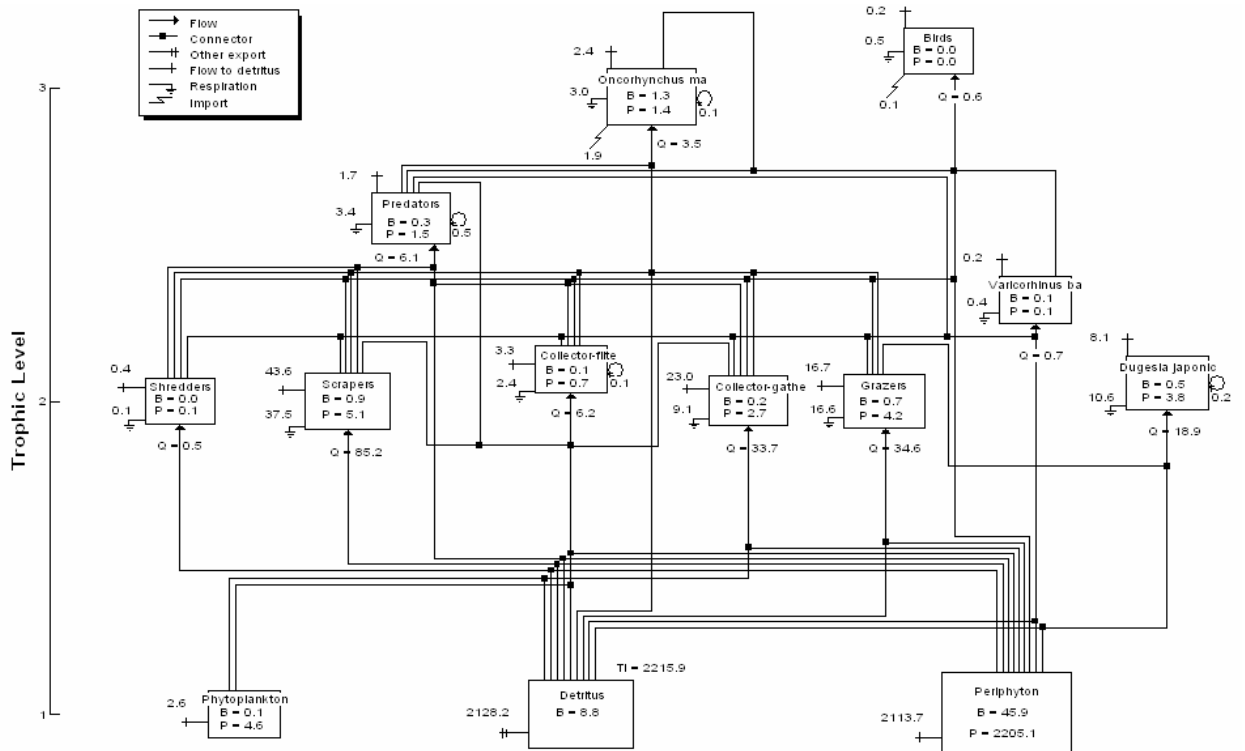 Flow
Connector
Other export
Flow to detritus
Respiration
Import
Trophic Level
3
2
1
0.2
Birds
B = 0.0
P = 0.0
0.5
0.1
Q = 0.6
2.4
Oncorhynchus ma
B = 1.3
P = 1.4
3.0
0.1
1.9
Q = 3.5
1.7
Predators
B = 0.3
P = 1.5
3.4
0.5
Q = 6.1
0.2
Varicorhinus ba
B = 0.1
P = 0.1
0.4
Q = 0.7
0.4
Shredders
B = 0.0
P = 0.1
0.1
Q = 0.5
43.6
Scrapers
B = 0.9
P = 5.1
37.5
Q = 85.2
3.3
Collector-filte
B = 0.1
P = 0.7
2.4
0.1
Q = 6.2
23.0
Collector-gathe
B = 0.2
P = 2.7
9.1
Q = 33.7
16.7
Grazers
B = 0.7
P = 4.2
16.6
Q = 34.6
8.1
Dugesia japonic
B = 0.5
P = 3.8
10.6
0.2
Q = 18.9
2.6
Phytoplankton
B = 0.1
P = 4.6
TI = 2215.9
Detritus
B = 8.8
2128.2
Periphyton
B = 45.9
P = 2205.1
2113.7